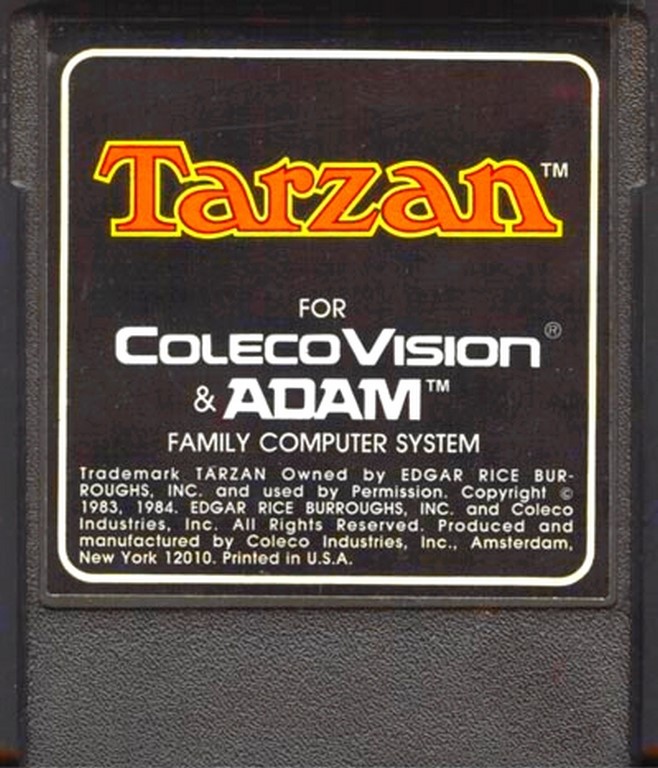 Tarzan™
FOR
COLECOVISION®
& ADAM™
FAMILY COMPUTER SYSTEM
Trademark TARZAN Owned by EDGAR RICE BUR-
ROUGHS, INC. and used by Permission. Copyright ©
1983, 1984. EDGAR RICE BURROUGHS, INC. and Coleco
Industries, Inc. All Rights Reserved. Produced and
manufactured by Coleco Industries, Inc., Amsterdam,
New York 12010. Printed in U.S.A.